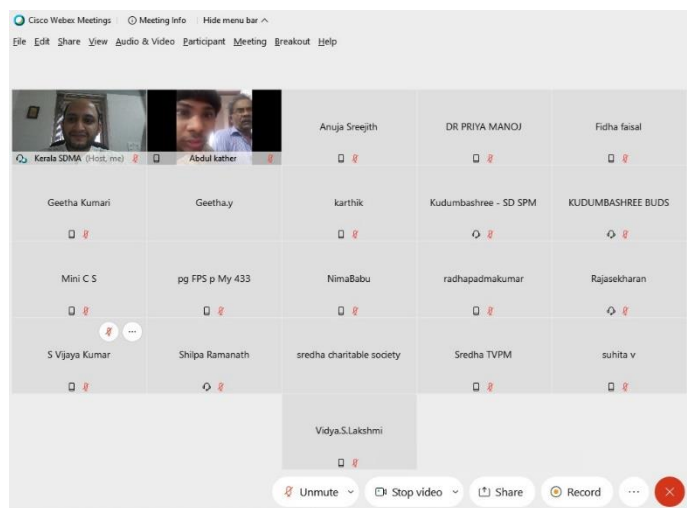 Cisco Webex Meetings Meeting Info Hide menu bar
File Edit Share View Audio & Video Participant Meeting Breakout Help
Kerala SDMA (Host, me)
Abdul kather
Anuja Sreejith
DR PRIYA MANOJ
Fidha faisal
Geetha Kumari
Geetha.y
karthik
Kudumbashree - SD SPM
KUDUMBASHREE BUDS
Mini C S
pg FPS p My 433
NimaBabu
radhapadmakumar
Rajasekharan
S Vijaya Kumar
Shilpa Ramanath
sredha charitable society
Sredha TVPM
suhita v
Vidya.S.Lakshmi
Unmute Stop video Share Record